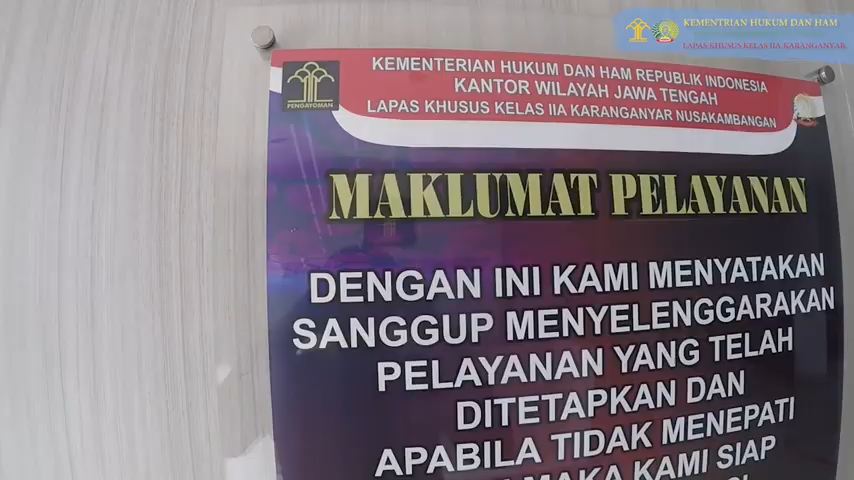 KEMENTRIAN HUKUM DAN HAM
LAPAS KHUSUS KELAS IIA KARANGANYAR
PENGAYOMAN
KEMENTERIAN HUKUM DAN HAM REPUBLIK INDONESIA
KANTOR WILAYAH JAWA TENGAH
LAPAS KHUSUS KELAS IIA KARANGANYAR NUSAKAMBANGAN
MAKLUMAT PELAYANAN
DENGAN INI KAMI MENYATAKAN
SANGGUP MENYELENGGARAKAN
PELAYANAN YANG TELAH
DITETAPKAN DAN
APABILA TIDAK MENEPATI
MAKA KAMI SIAP